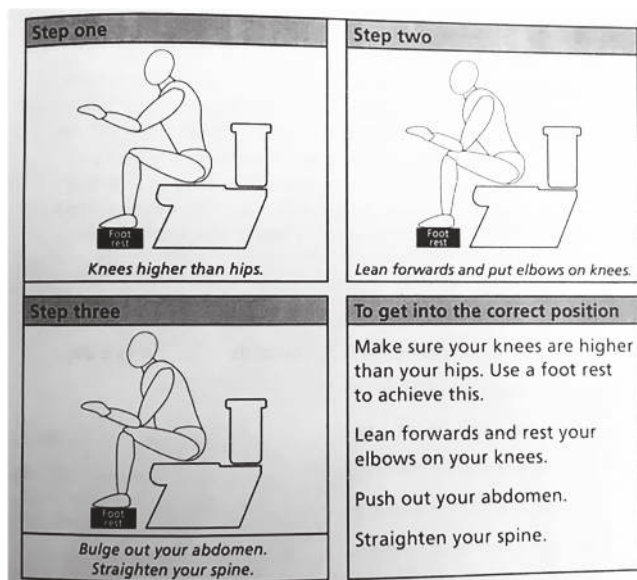 Step one
Foot
rest
Knees higher than hips.
Step two
Foot
rest
Lean forwards and put elbows on knees.
Step three
Foot
rest
Bulge out your abdomen.
Straighten your spine.
To get into the correct position
Make sure your knees are higher
than your hips. Use a foot rest
to achieve this.
Lean forwards and rest your
elbows on your knees.
Push out your abdomen.
Straighten your spine.